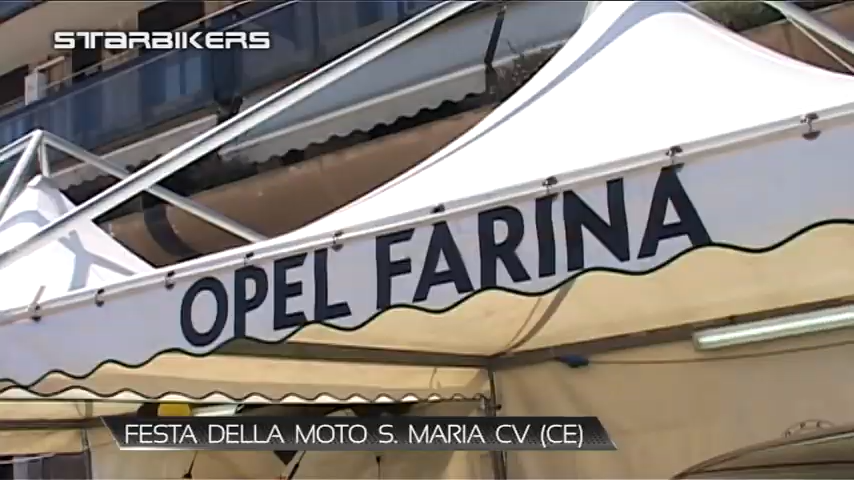 STARBIKERS
OPEL FARINA
FESTA DELLA MOTO S. MARIA CV (CE)